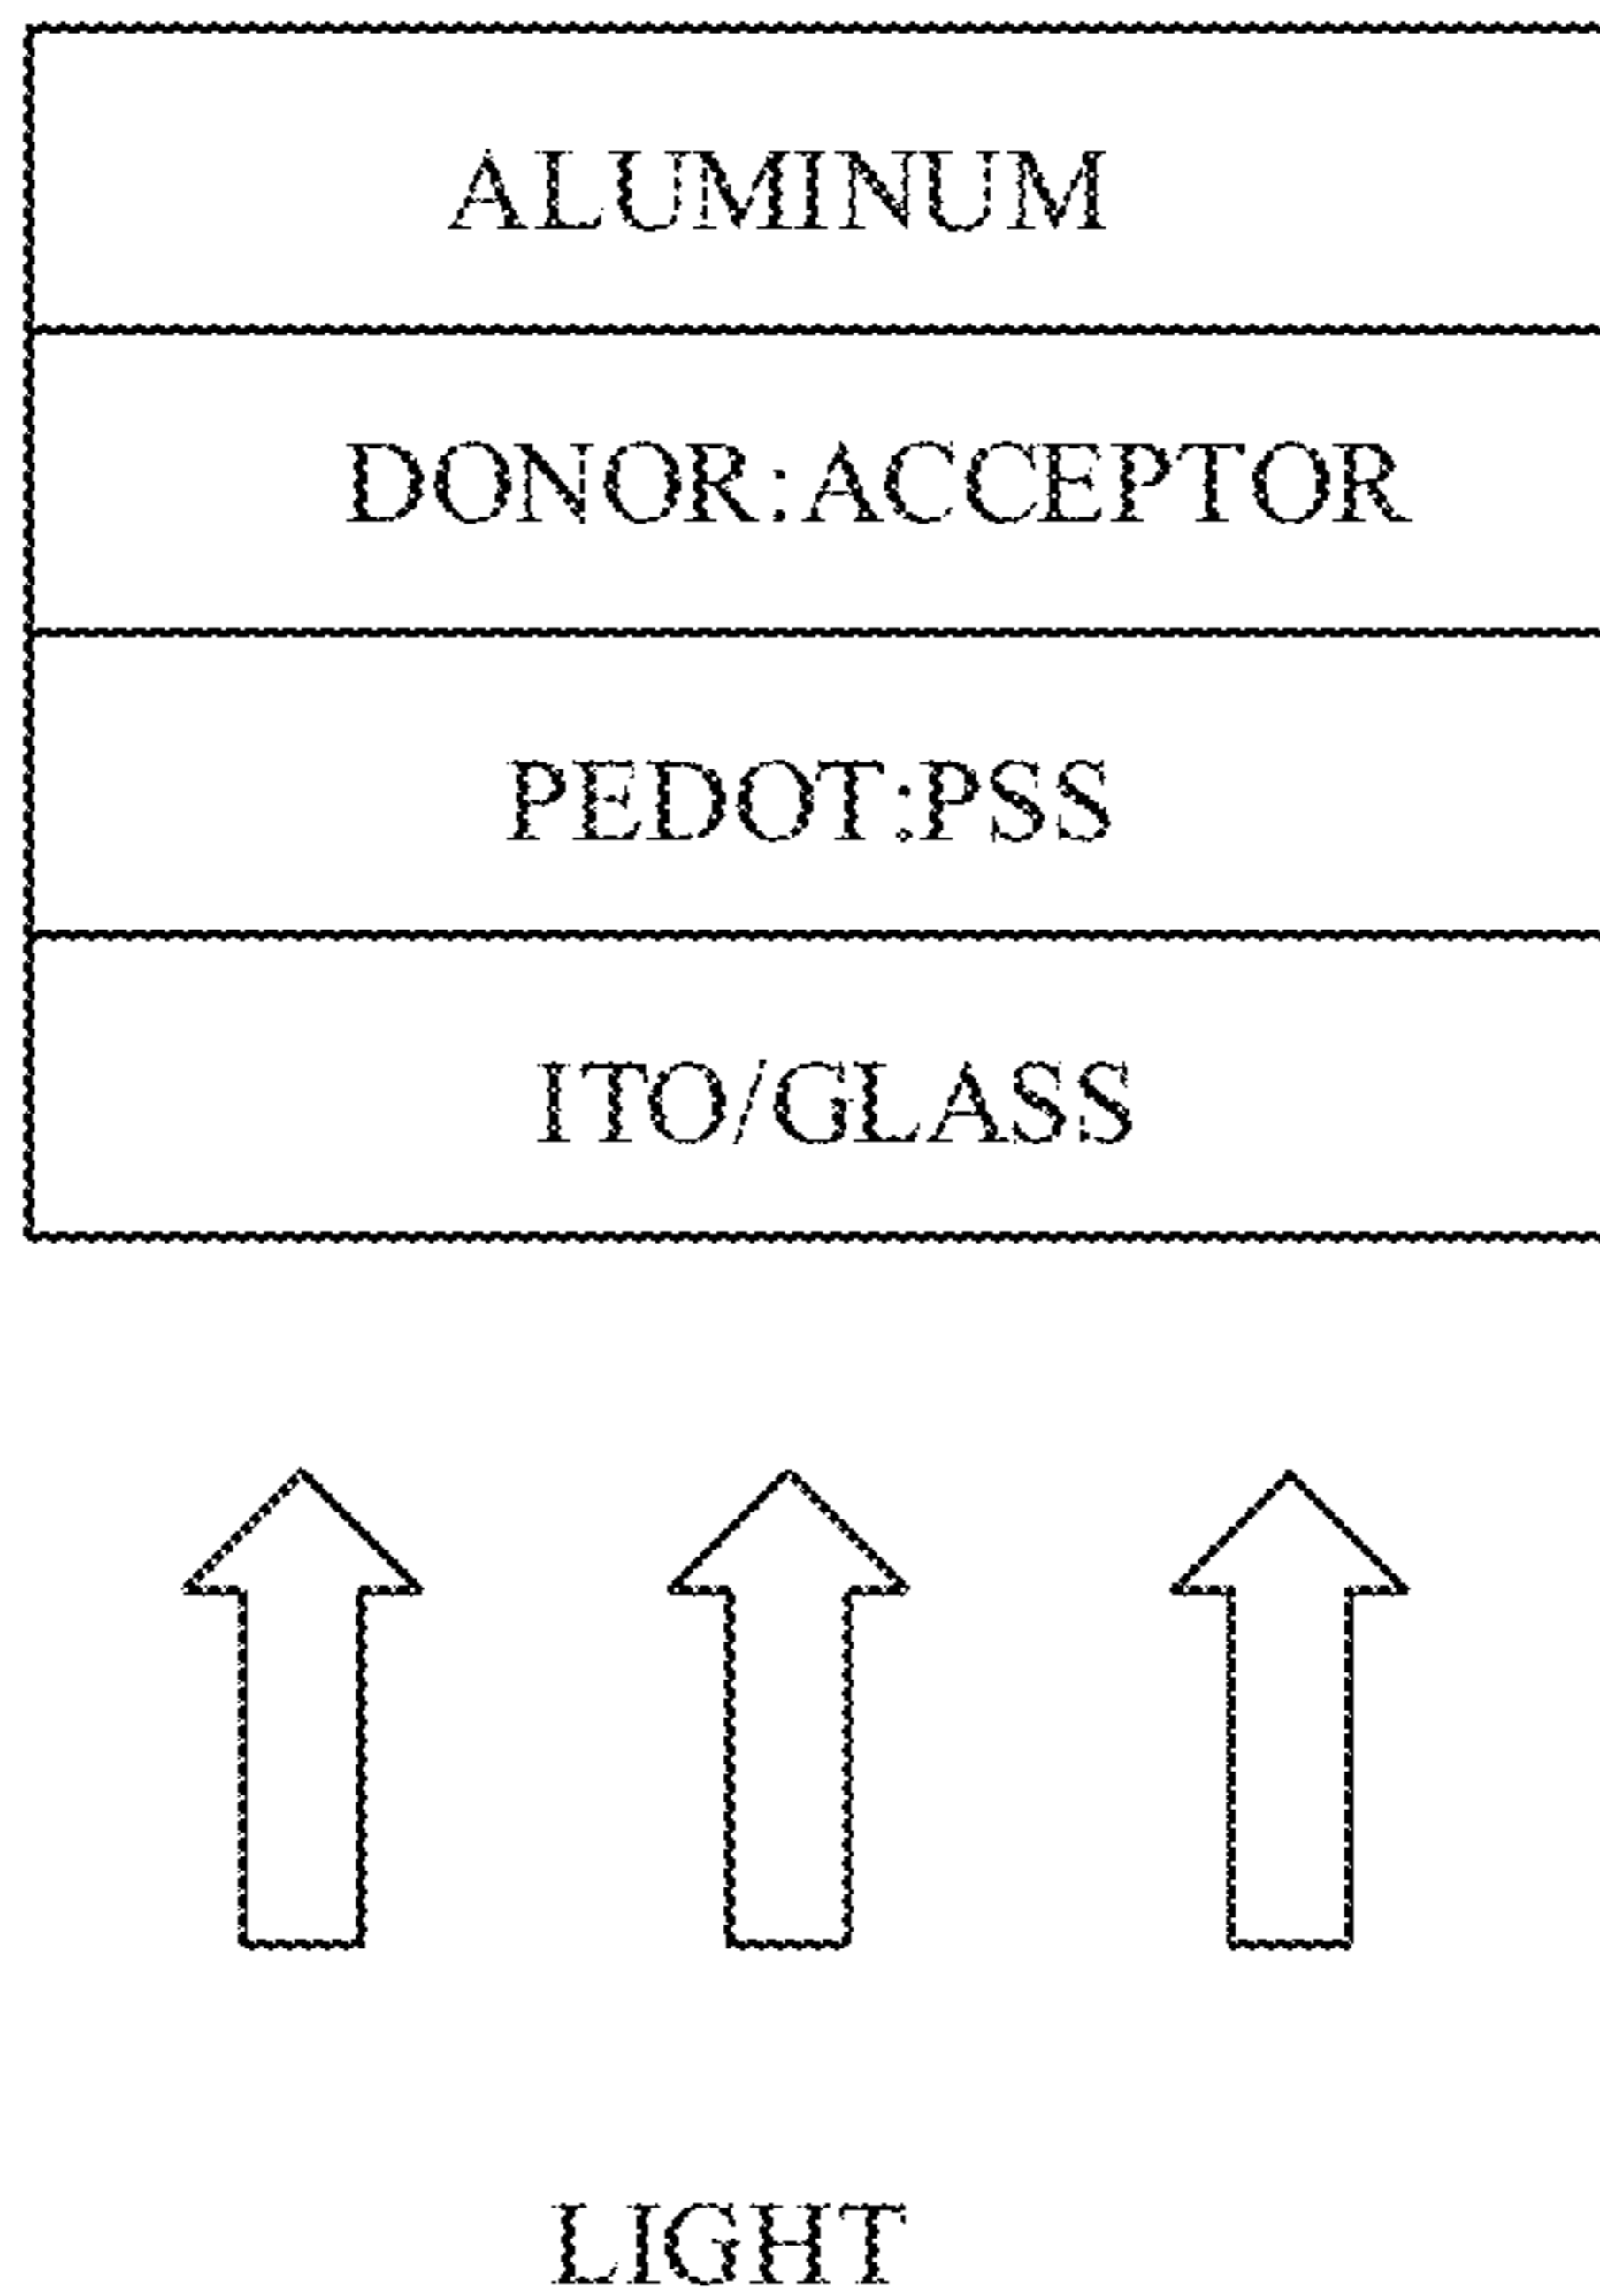 ALUMINUM
DONOR:ACCEPTOR
PEDOT:PSS
ITO/GLASS
LIGHT